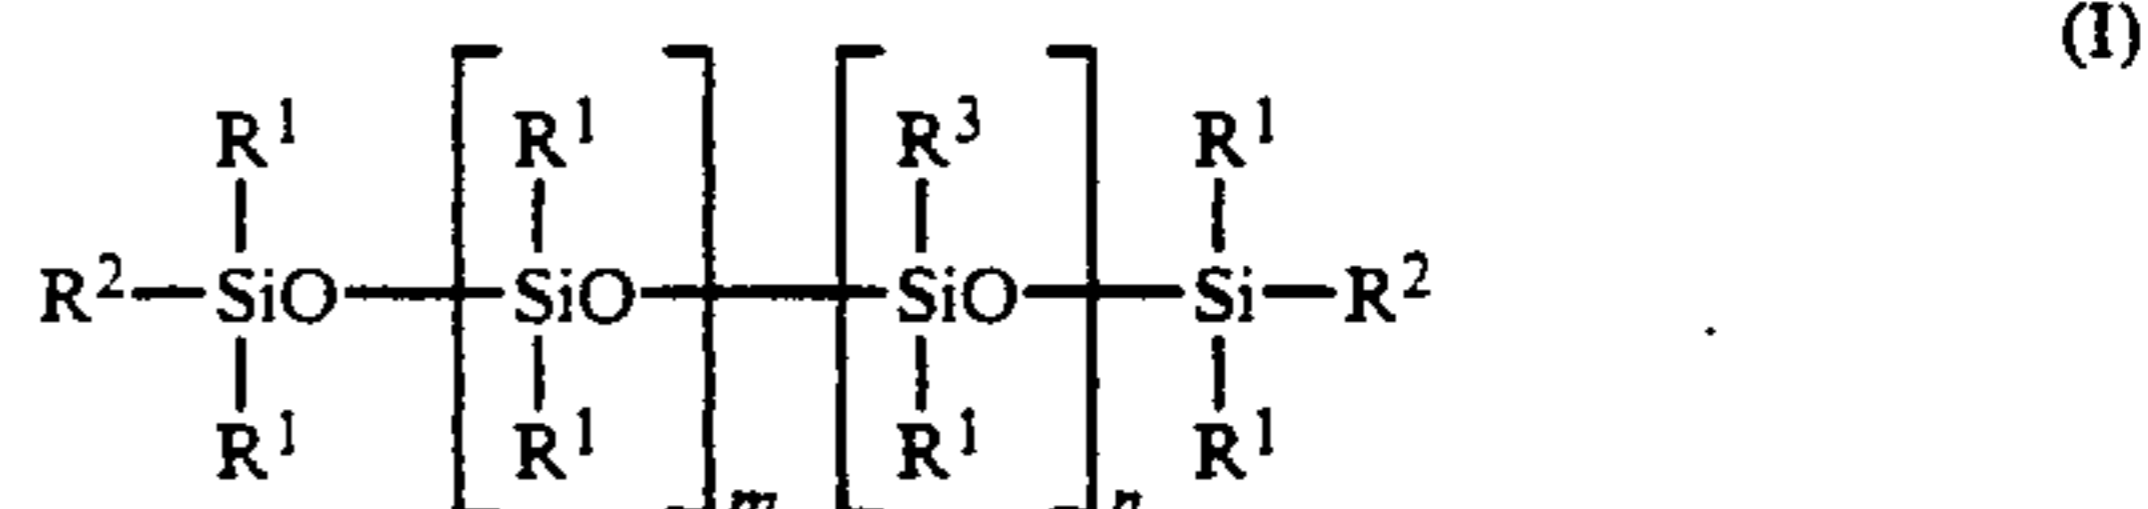 (I)
R¹ R¹ R³ R¹
R²—SiO—[SiO—]—[SiO—]—Si—R²
R¹ R¹ R¹ R¹
m n